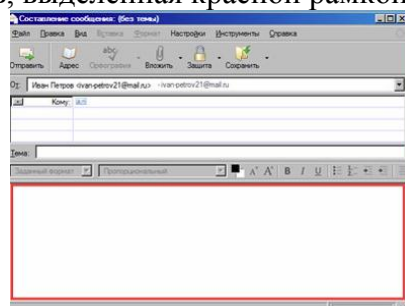 , выделенная красной рамкой
Составление сообщения: (без темы)
Файл Правка Вид Вставка Формат Настройки Инструменты Справка
Отправить Адрес Орфография Вложить Защита Сохранить
От: Иван Петров <ivan-petrov21@mail.ru> - ivan-petrov21@mail.ru
Кому:
Тема:
Заданный формат Пропорциональный A A B I U